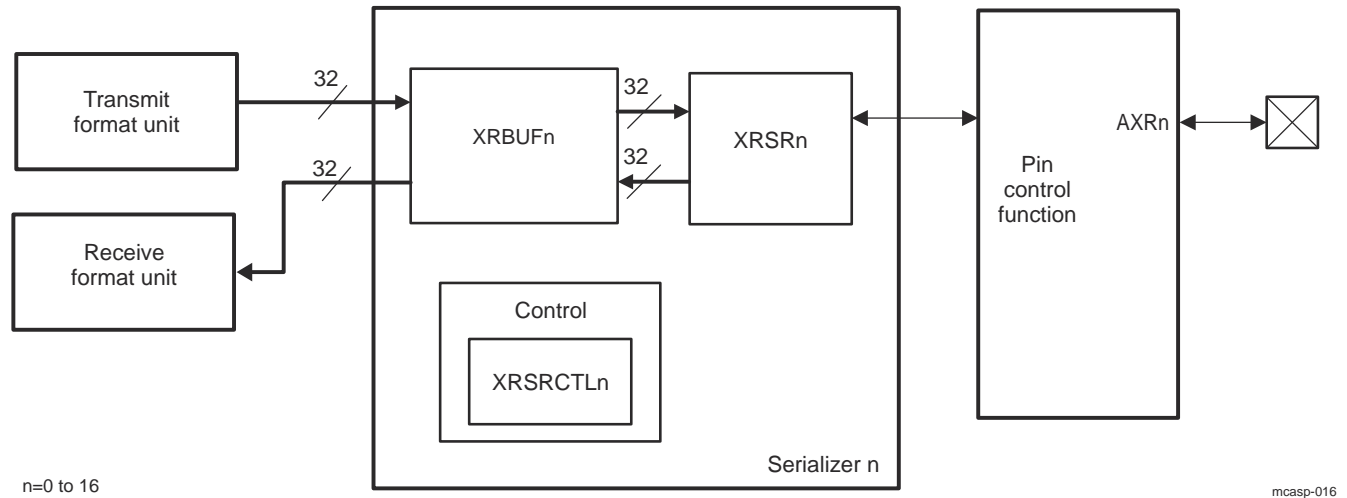 Transmit
format unit
Receive
format unit
32
32
XRBUFn
32
32
XRSRn
Control
XRSRCTLn
Serializer n
Pin
control
function
AXRn
n=0 to 16
mcasp-016